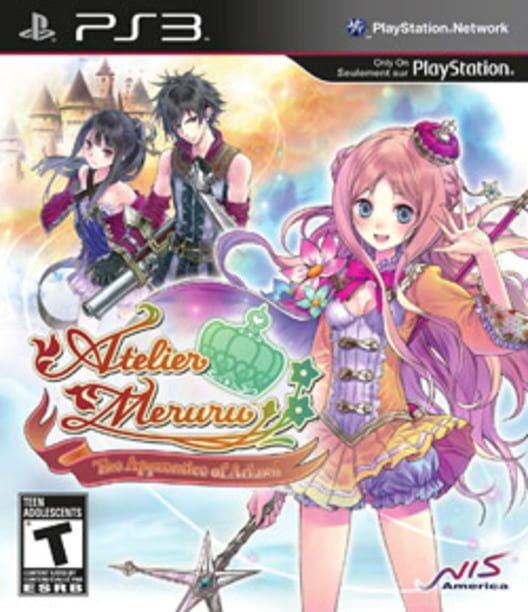 PS3
PlayStation®Network
Only On
Seulement sur PlayStation®
Atelier
Meruru
The Apprentice of Arland
TEEN
ADOLESCENTS
T
CONTENT RATED BY
ESRB
NIS
America